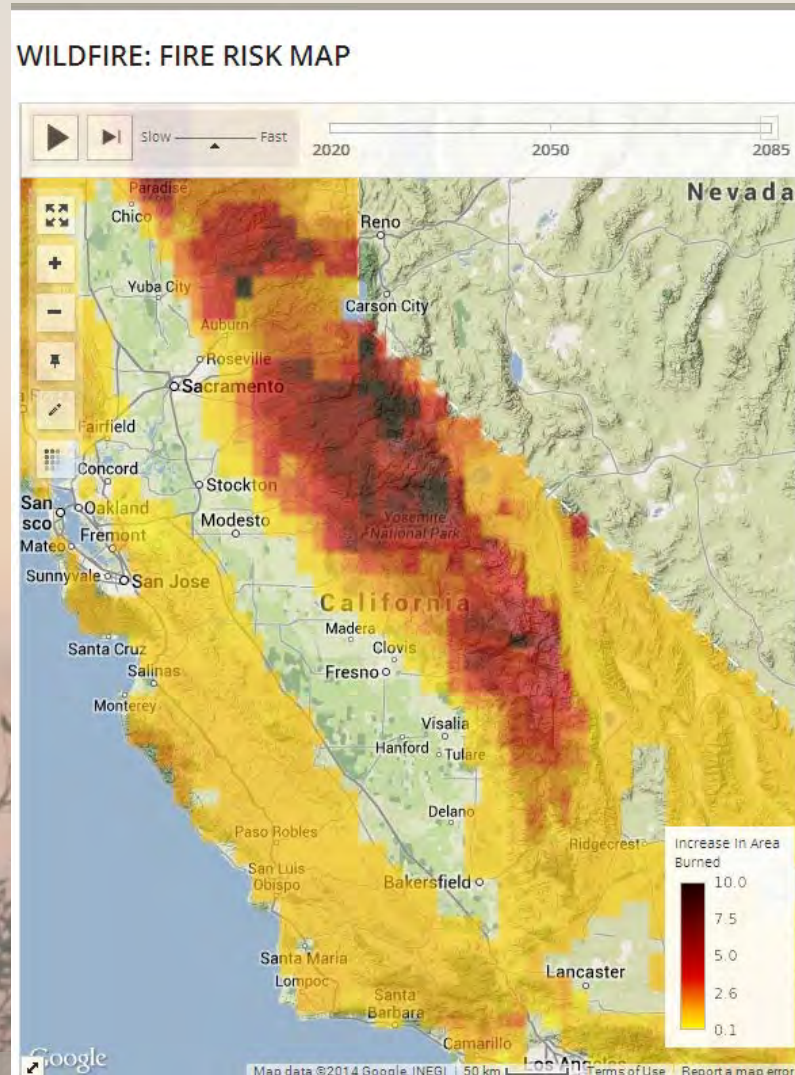 WILDFIRE: FIRE RISK MAP
Slow
Fast
2020
2050
2085
Nevada
Paradise
Chico
Reno
Yuba City
Carson City
Auburn
Roseville
Sacramento
Fairfield
Concord
Stockton
San
sco
Oakland
Modesto
Yosemite
National Park
Mateo
Fremont
Sunnyvale
San Jose
California
Madera
Santa Cruz
Clovis
Salinas
Fresno
Monterey
Visalia
Hanford
Tulare
Delano
Paso Robles
Ridgecrest
San Luis
Obispo
Bakersfield
Increase In Area
Burned
10.0
7.5
5.0
2.6
0.1
Santa Maria
Lancaster
Lompoc
Santa
Barbara
Camarillo
Los Angeles
Google
Map data ©2014 Google, INEGI
50 km
Terms of Use
Report a map error